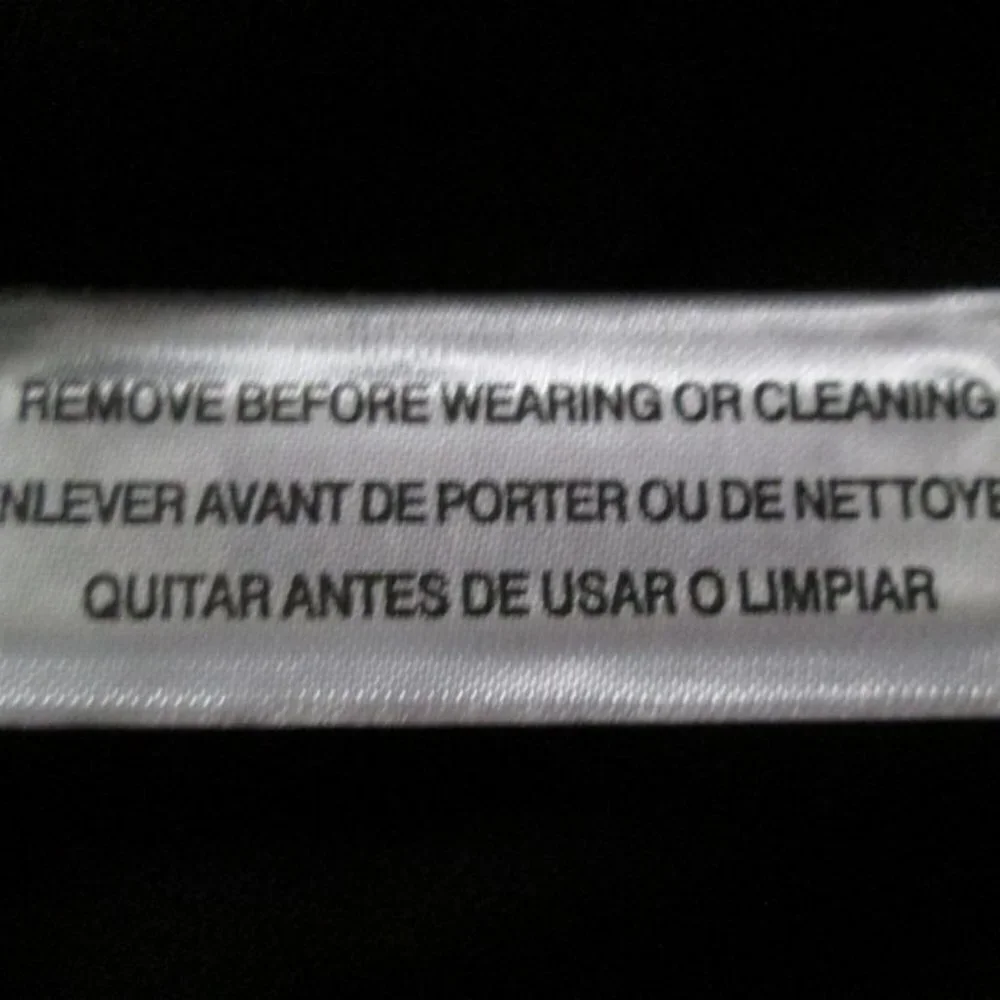 REMOVE BEFORE WEARING OR CLEANING
NLEVER AVANT DE PORTER OU DE NETTOYE
QUITAR ANTES DE USAR O LIMPIAR